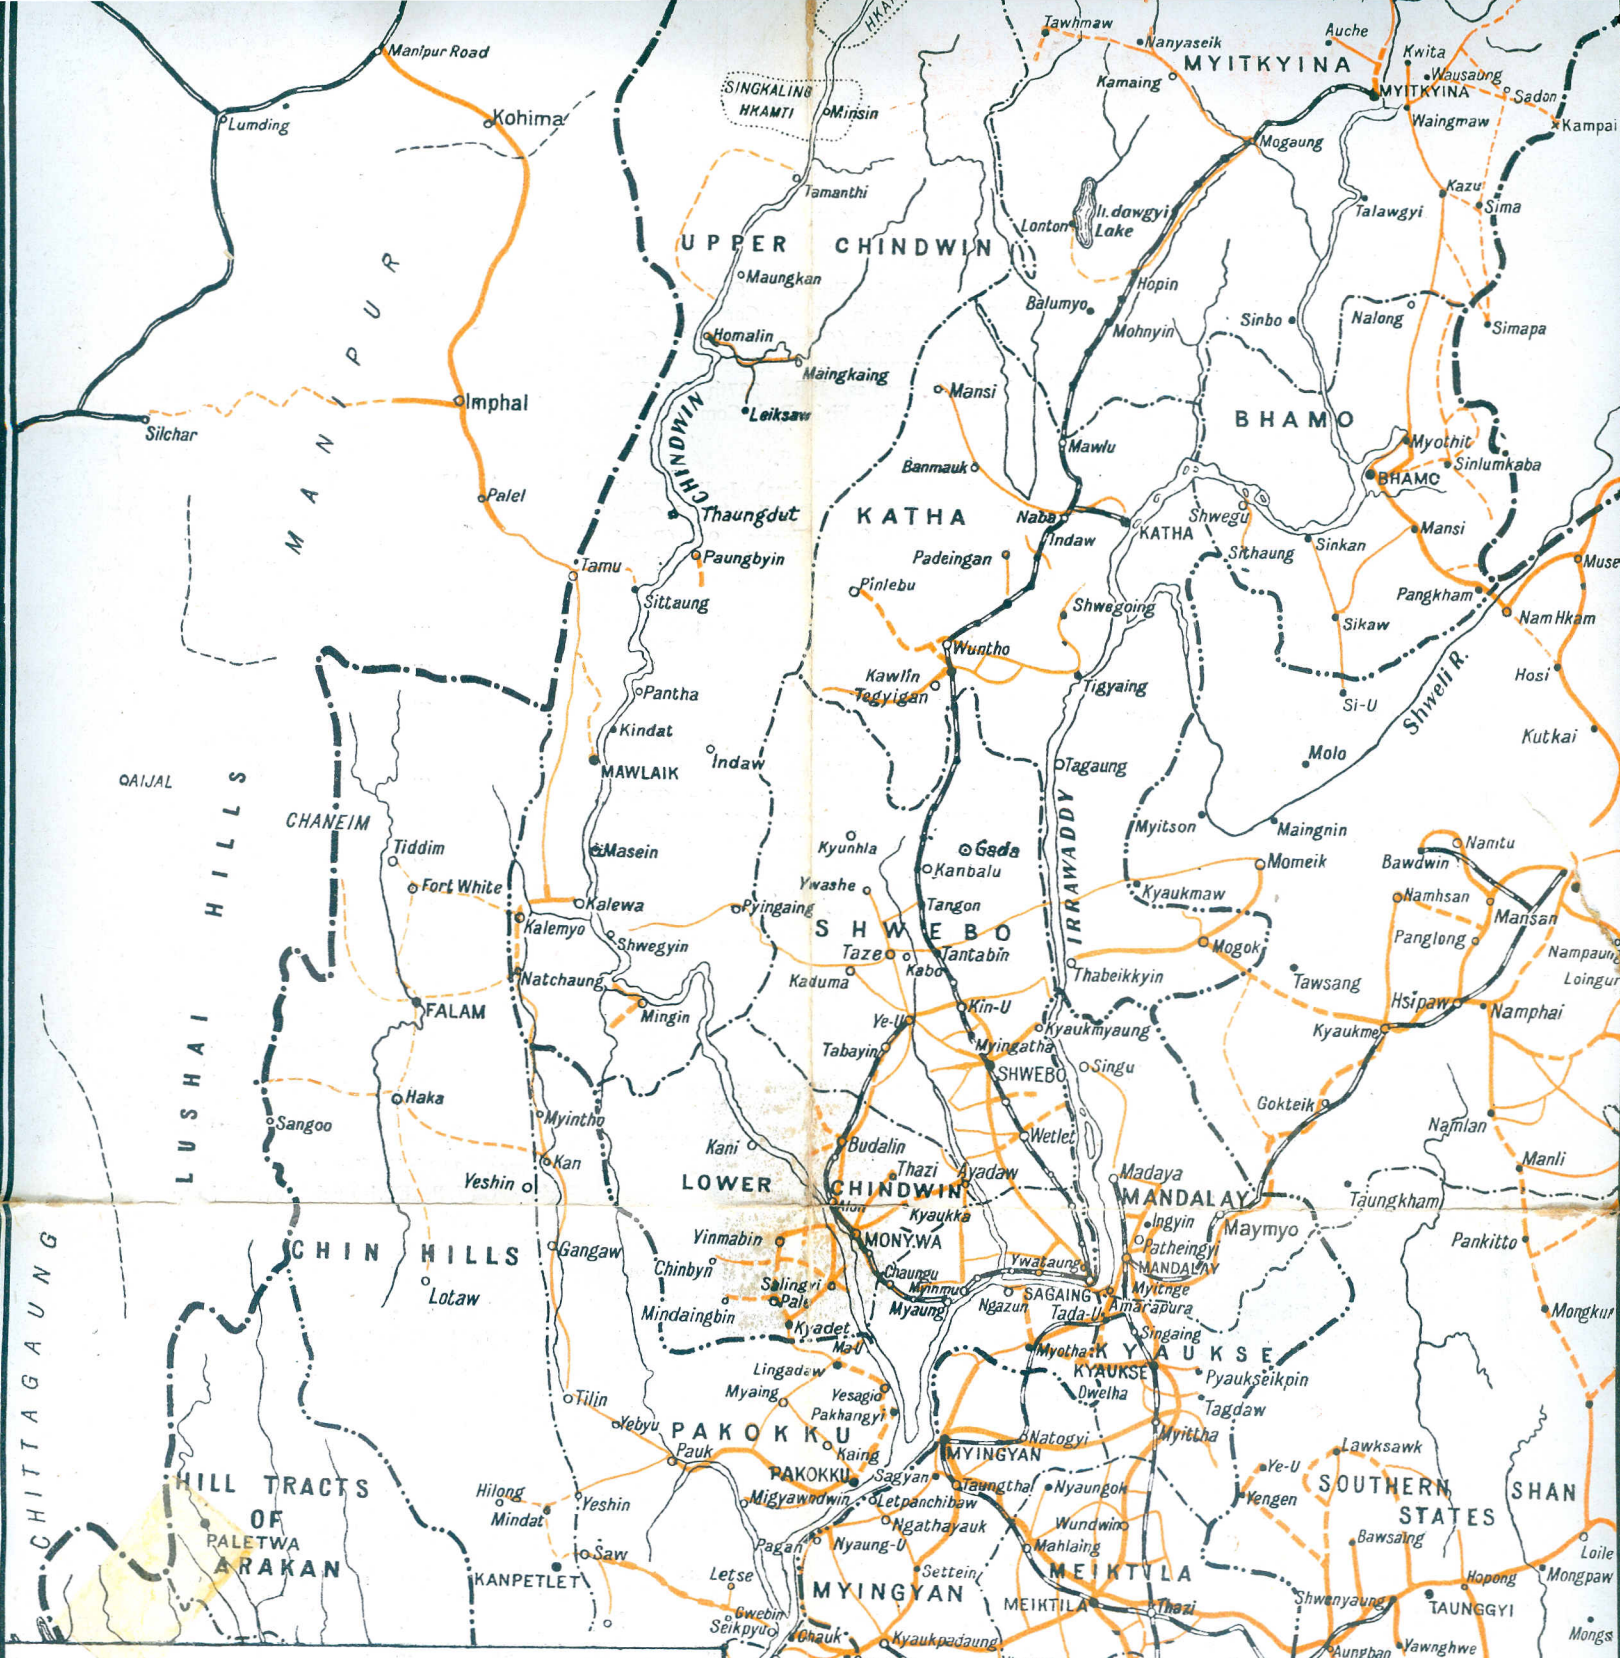 Tawhmaw
Auche
Nanyaseik
Kwita
Manipur Road
MYITKYINA
Wausaung
Kamaing
SINGKALING
HKAMTI
Minsin
MYITKYINA
Sadon
Kohima
Lumding
Waingmaw
Kampai
Mogaung
Tamanthi
Kazu
Sima
Talawgyi
Lonton
Lake
UPPER CHINDWIN
Maungkan
Hopin
Balumyo
Mohnyin
Sinbo
Nalong
Simapa
Homalin
Maingkaing
MANIPUR
Imphal
Mansi
Leiksaw
CHINDWIN
BHAMO
Silchar
Mawlu
Myothit
Banmauk
Sinlumkaba
BHAMO
Palel
Thaungdut
KATHA
Naba
Shwegu
KATHA
Mansi
Indaw
Sinkan
Sithaung
Paungbyin
Padeingan
Muse
Tamu
Pinlebu
Pangkham
Sittaung
Shwegoing
Nam Hkam
Sikaw
Wuntho
Kawlin
Tegyigan
Tigyaing
Hosi
Pantha
Si-U
Shweli R.
Kindat
Kutkai
MAWLAIK
Indaw
Molo
Tagaung
AIJAL
LUSHAI HILLS
CHANEIM
Myitson
Maingnin
IRRAWADDY
Tiddim
Masein
Kyunhla
Gada
Namtu
Bawdwin
Momeik
Fort White
Kanbalu
Ywashe
Kyaukmaw
Namhsan
Kalewa
Pyingaing
Tangon
Mansan
Kalemyo
SHWEBO
Shwegyin
Panglong
Mogok
Taze
Kabo
Tantabin
Nampaung
Natchaung
Kaduma
Thabeikkyin
Tawsang
Loingur
FALAM
Mingin
Kin-U
Hsipaw
Namphai
Ye-U
Kyaukmyaung
Kyaukme
Tabayin
Myingatha
SHWEBO
Singu
Haka
Gokteik
Sangoo
Myintho
Namlan
Budalin
Wetlet
Kani
Kan
Thazi
Ayadaw
Madaya
Manli
Yeshin
LOWER CHINDWIN
MANDALAY
Taungkham
Kyaukka
Ingyin
Maymyo
Yinmabin
MONYWA
Patheingyi
Pankitto
CHIN HILLS
Gangaw
Chinbyn
Chaungu
Ywataung
MANDALAY
CHITTAGAUNG
Lotaw
Salingyi
Myinmu
SAGAING
Myitnge
Mindaingbin
Myaung
Ngazun
Tada-U
Amarapura
Mongkur
Kyadet
Singaing
Ma-U
Myotha
KYAUKSE
Lingadaw
KYAUKSE
Pyaukseikpin
Tilin
Myaing
Yesagio
Dwelha
Tagdaw
Pakhangyi
Yebyu
PAKOKKU
Natogyi
Myittha
Pauk
Kaing
MYINGYAN
Lawksawk
PAKOKKU
Sagyan
Ye-U
HILL TRACTS
OF
ARAKAN
Taungthal
Nyaungok
SOUTHERN SHAN
STATES
Hilong
Yeshin
Migyawndwin
Letpanchibaw
Yengen
Mindat
Ngathayauk
Wundwin
PALETWA
Pagan
Nyaung-U
Mahlaing
Bawsaing
Saw
Loile
KANPETLET
Letse
Settein
MEIKTILA
Hopong
Mongpaw
MYINGYAN
MEIKTILA
Thazi
Shwenyaung
TAUNGGYI
Gwebin
Seikpyu
Chauk
Kyaukpadaung
Aungban
Yawnghwe
Mongs